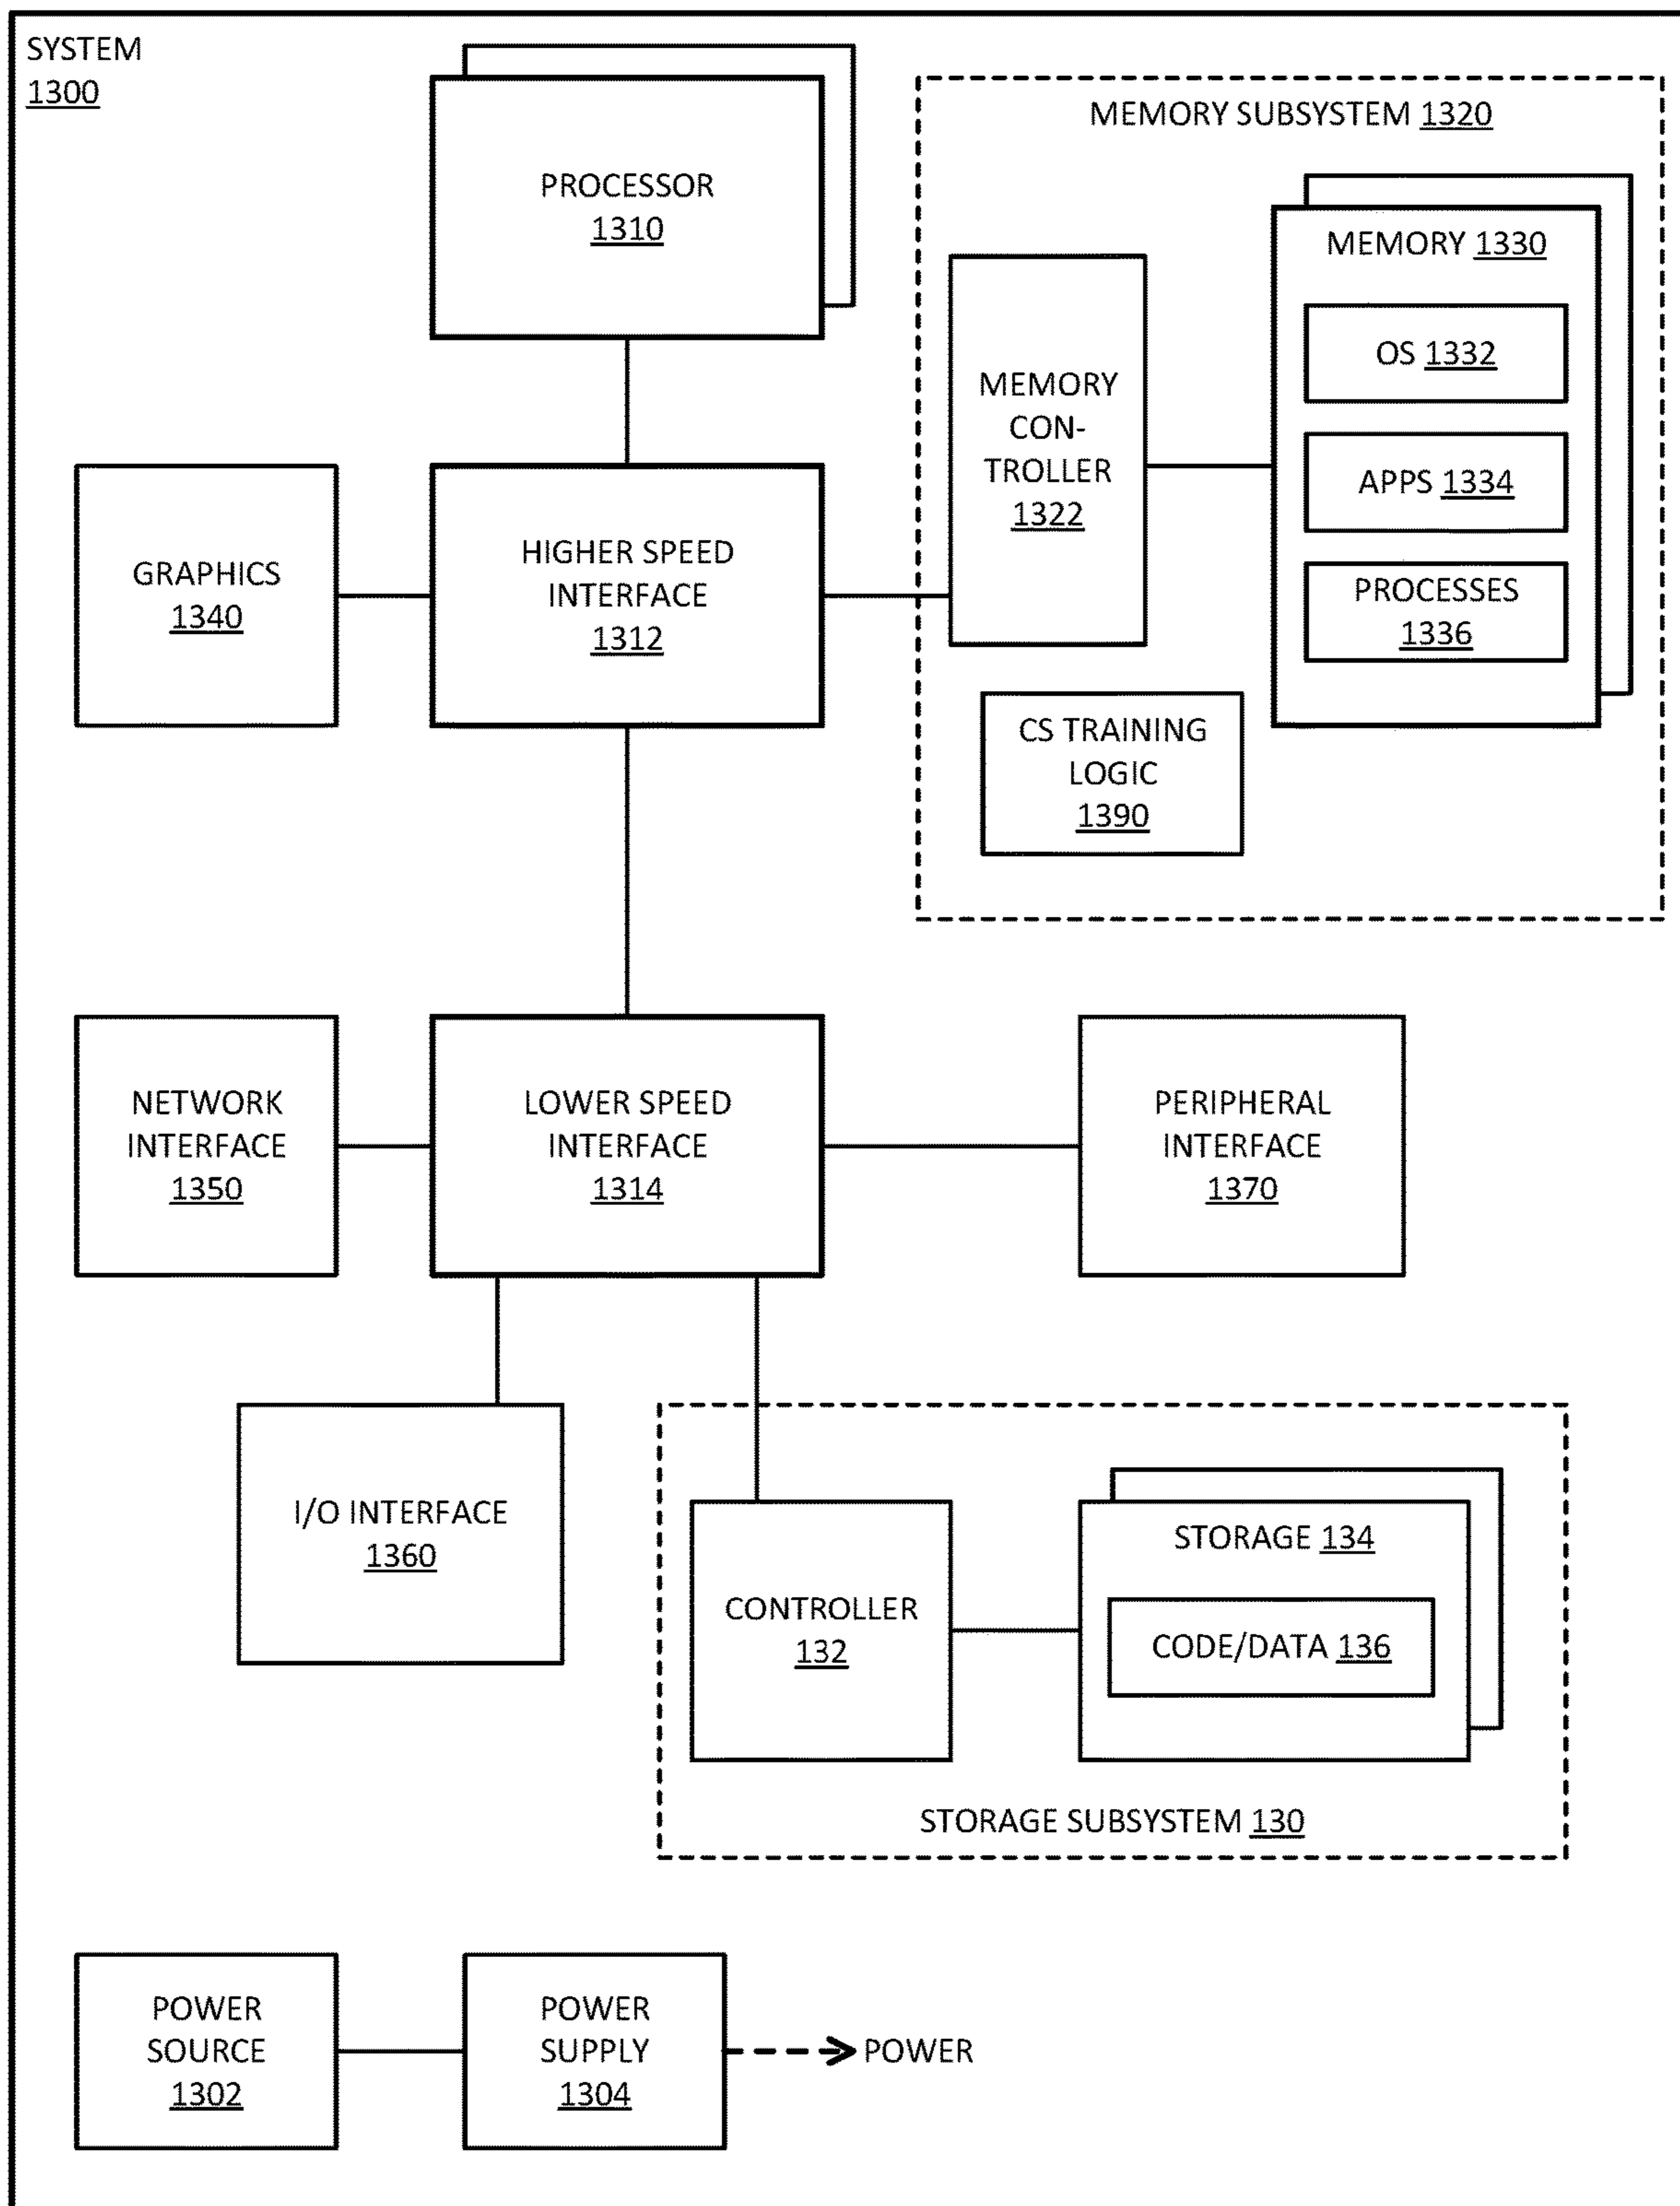 SYSTEM
1300
PROCESSOR
1310
MEMORY SUBSYSTEM 1320
MEMORY
CON-
TROLLER
1322
MEMORY 1330
OS 1332
APPS 1334
PROCESSES
1336
CS TRAINING
LOGIC
1390
GRAPHICS
1340
HIGHER SPEED
INTERFACE
1312
NETWORK
INTERFACE
1350
LOWER SPEED
INTERFACE
1314
PERIPHERAL
INTERFACE
1370
I/O INTERFACE
1360
CONTROLLER
132
STORAGE 134
CODE/DATA 136
STORAGE SUBSYSTEM 130
POWER
SOURCE
1302
POWER
SUPPLY
1304
POWER